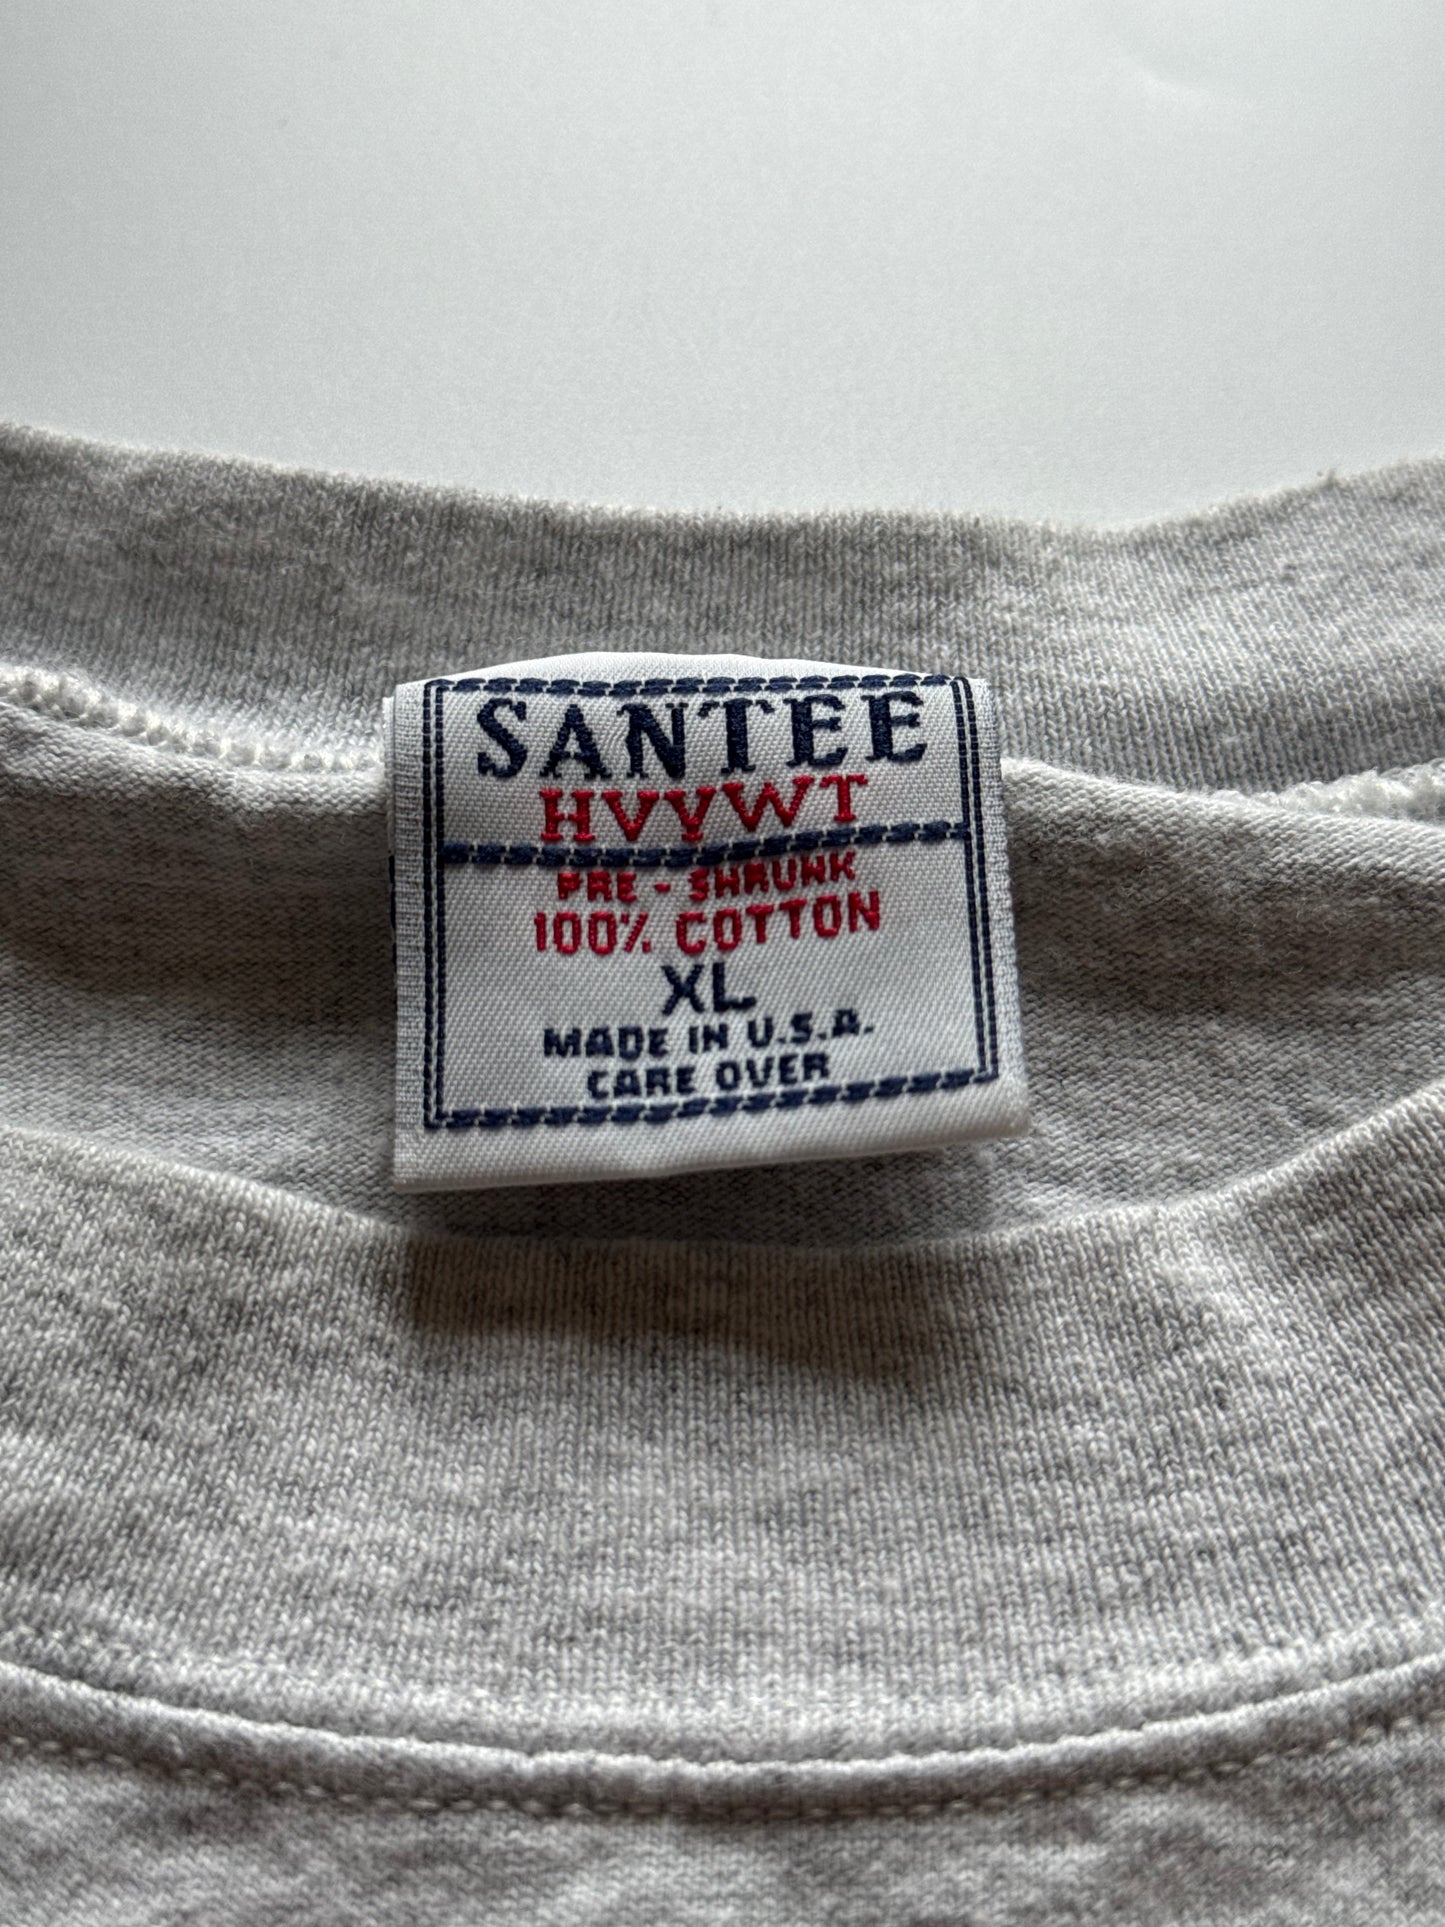 SANTEE
HVYWT
PRE - SHRUNK
100% COTTON
XL
MADE IN U.S.A.
CARE OVER